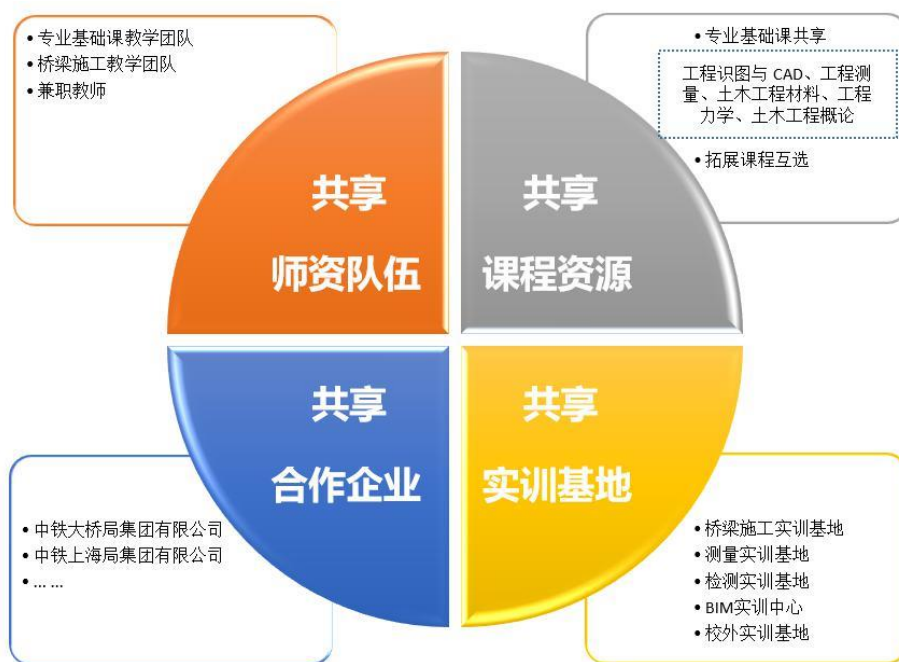 • 专业基础课教学团队
• 桥梁施工教学团队
• 兼职教师
共享
师资队伍
• 专业基础课共享
工程识图与 CAD、工程测
量、土木工程材料、工程
力学、土木工程概论
• 拓展课程互选
共享
课程资源
共享
合作企业
• 中铁大桥局集团有限公司
• 中铁上海局集团有限公司
• ... ...
共享
实训基地
• 桥梁施工实训基地
• 测量实训基地
• 检测实训基地
• BIM实训中心
• 校外实训基地